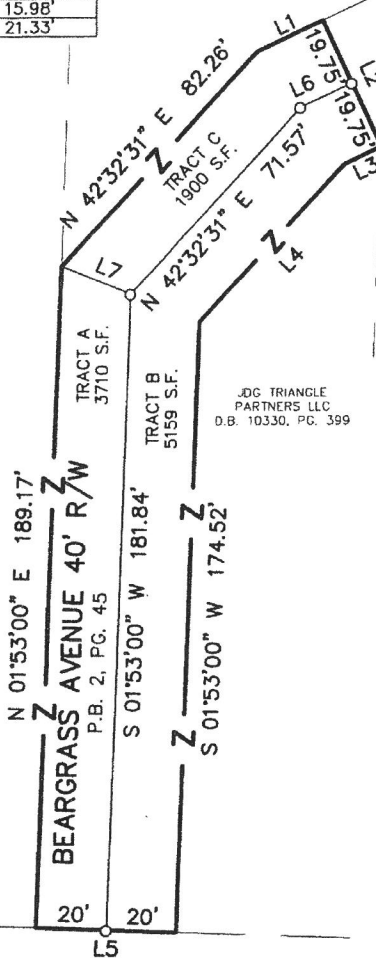 15.98'
21.33'
L1
19.75'
L2
19.75'
L3
L6
N 42°32'31" E 82.26'
Z
TRACT C
1900 S.F.
N 42°32'31" E 71.57'
Z
L4
L7
TRACT A
3710 S.F.
TRACT B
5159 S.F.
JDG TRIANGLE
PARTNERS LLC
D.B. 10330, PG. 399
N 01°53'00" E 189.17'
Z
Z
BEARGRASS AVENUE 40' R/W
P.B. 2, PG. 45
S 01°53'00" W 181.84'
Z
Z
S 01°53'00" W 174.52'
20'
20'
L5